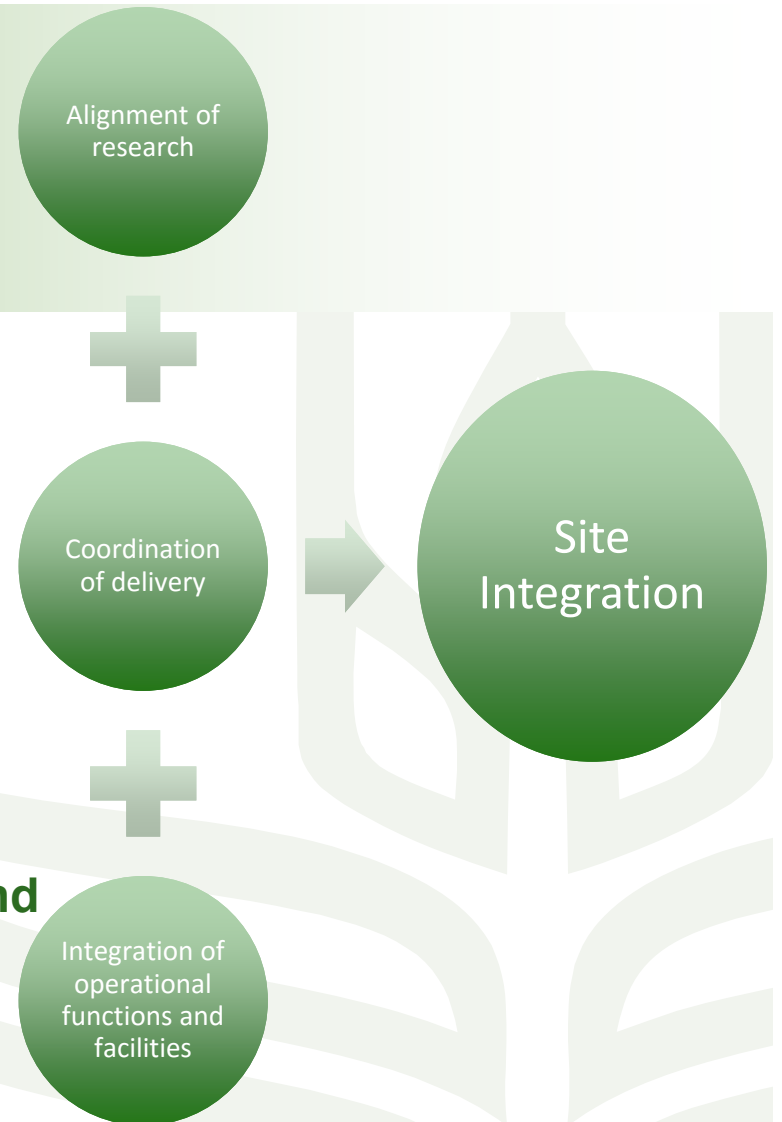 Alignment of
research
Coordination
of delivery
Site
Integration
nd
Integration of
operational
functions and
facilities